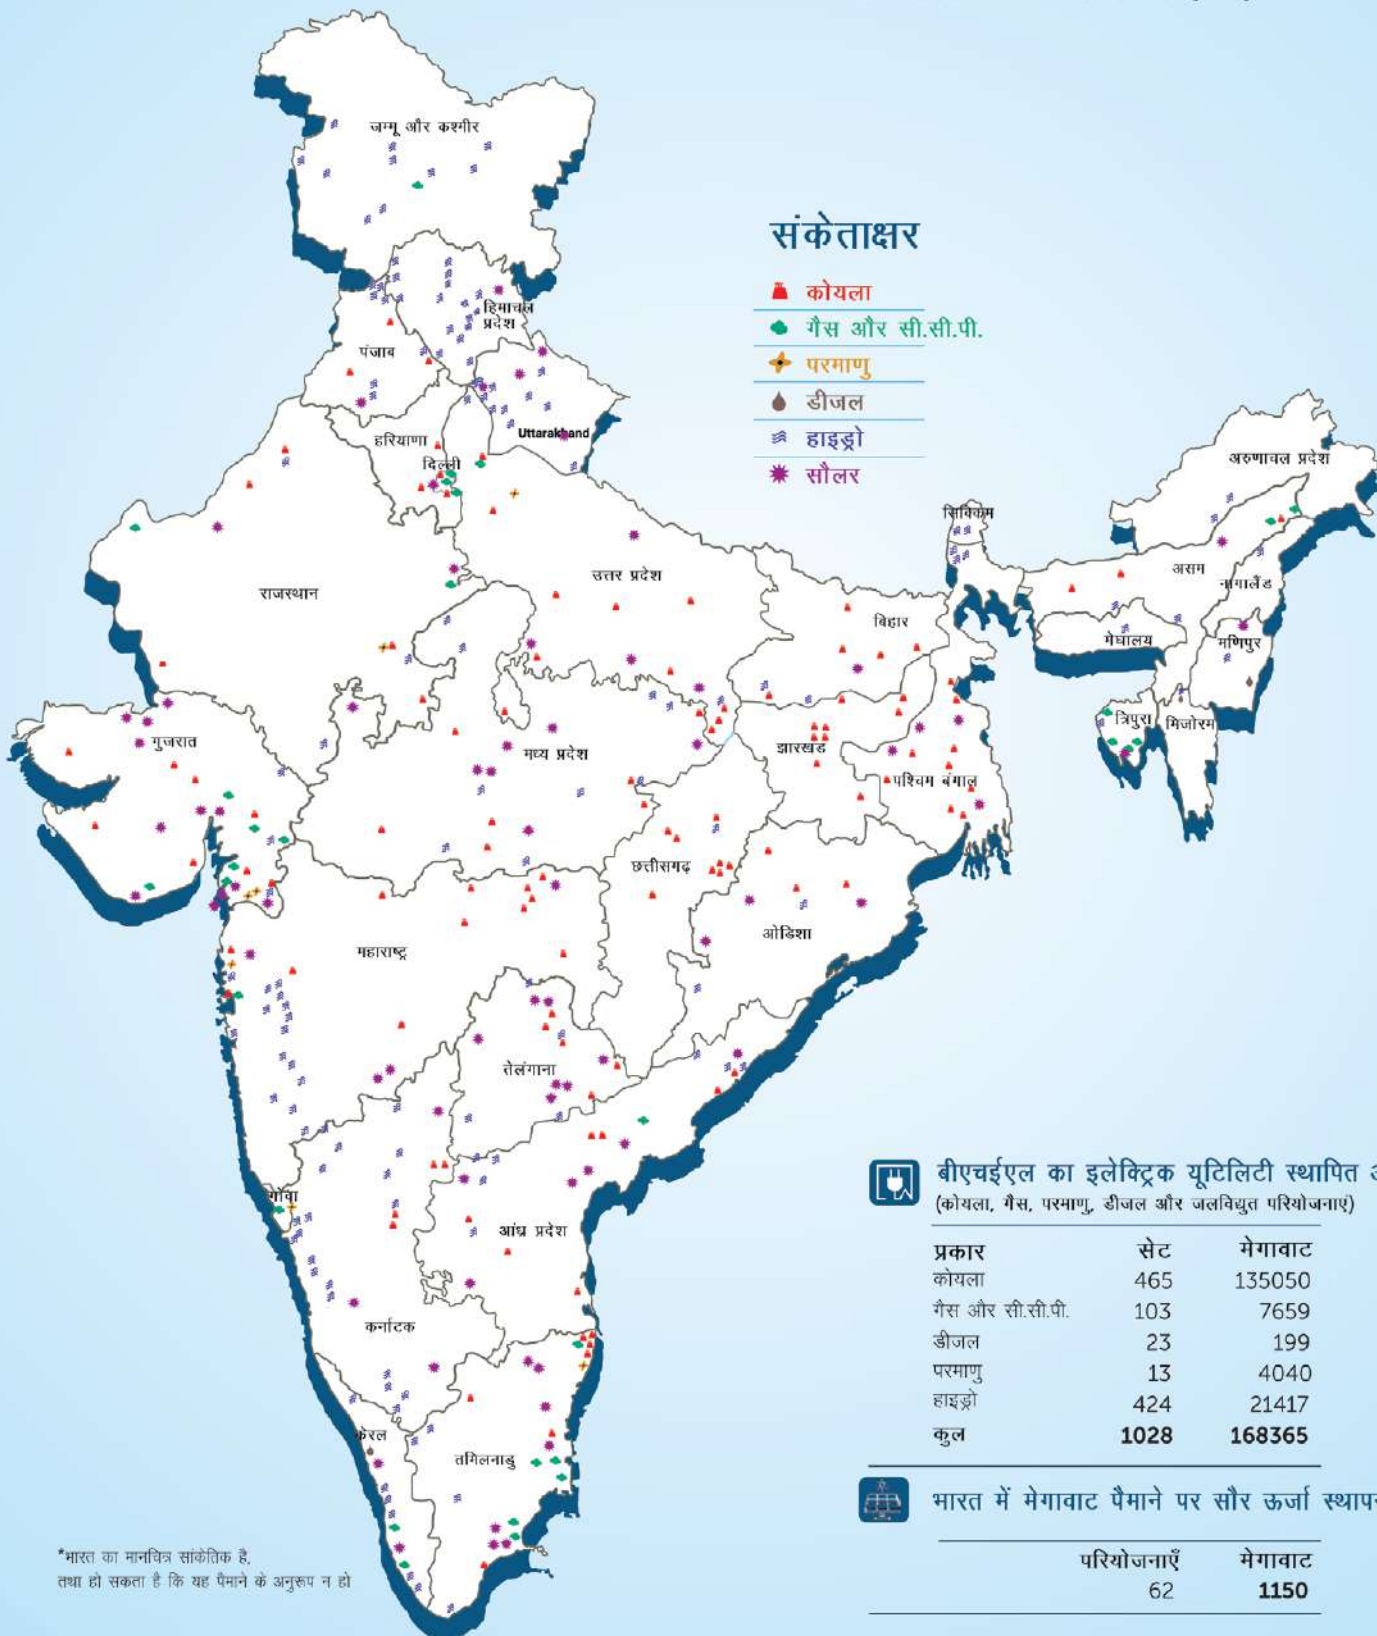 जम्मू और कश्मीर
संकेताक्षर
कोयला
गैस और सी.सी.पी.
परमाणु
डीजल
हाइड्रो
सौलर
हिमाचल
प्रदेश
पंजाब
हरियाणा
Uttarakhand
दिल्ली
अरुणाचल प्रदेश
सिक्किम
राजस्थान
उत्तर प्रदेश
असम
नागालैंड
बिहार
मेघालय
मणिपुर
गुजरात
मध्य प्रदेश
झारखंड
त्रिपुरा
मिजोरम
पश्चिम बंगाल
छत्तीसगढ़
ओडिशा
महाराष्ट्र
तेलंगाना
गोवा
आंध्र प्रदेश
कर्नाटक
केरल
तमिलनाडु
बीएचईएल का इलेक्ट्रिक यूटिलिटी स्थापित
(कोयला, गैस, परमाणु, डीजल और जलविद्युत परियोजनाएं)
प्रकार सेट मेगावाट
कोयला 465 135050
गैस और सी.सी.पी. 103 7659
डीजल 23 199
परमाणु 13 4040
हाइड्रो 424 21417
कुल 1028 168365
भारत में मेगावाट पैमाने पर सौर ऊर्जा
परियोजनाएँ मेगावाट
62 1150
*भारत का मानचित्र सांकेतिक है,
तथा हो सकता है कि यह पैमाने के अनुरूप न हो